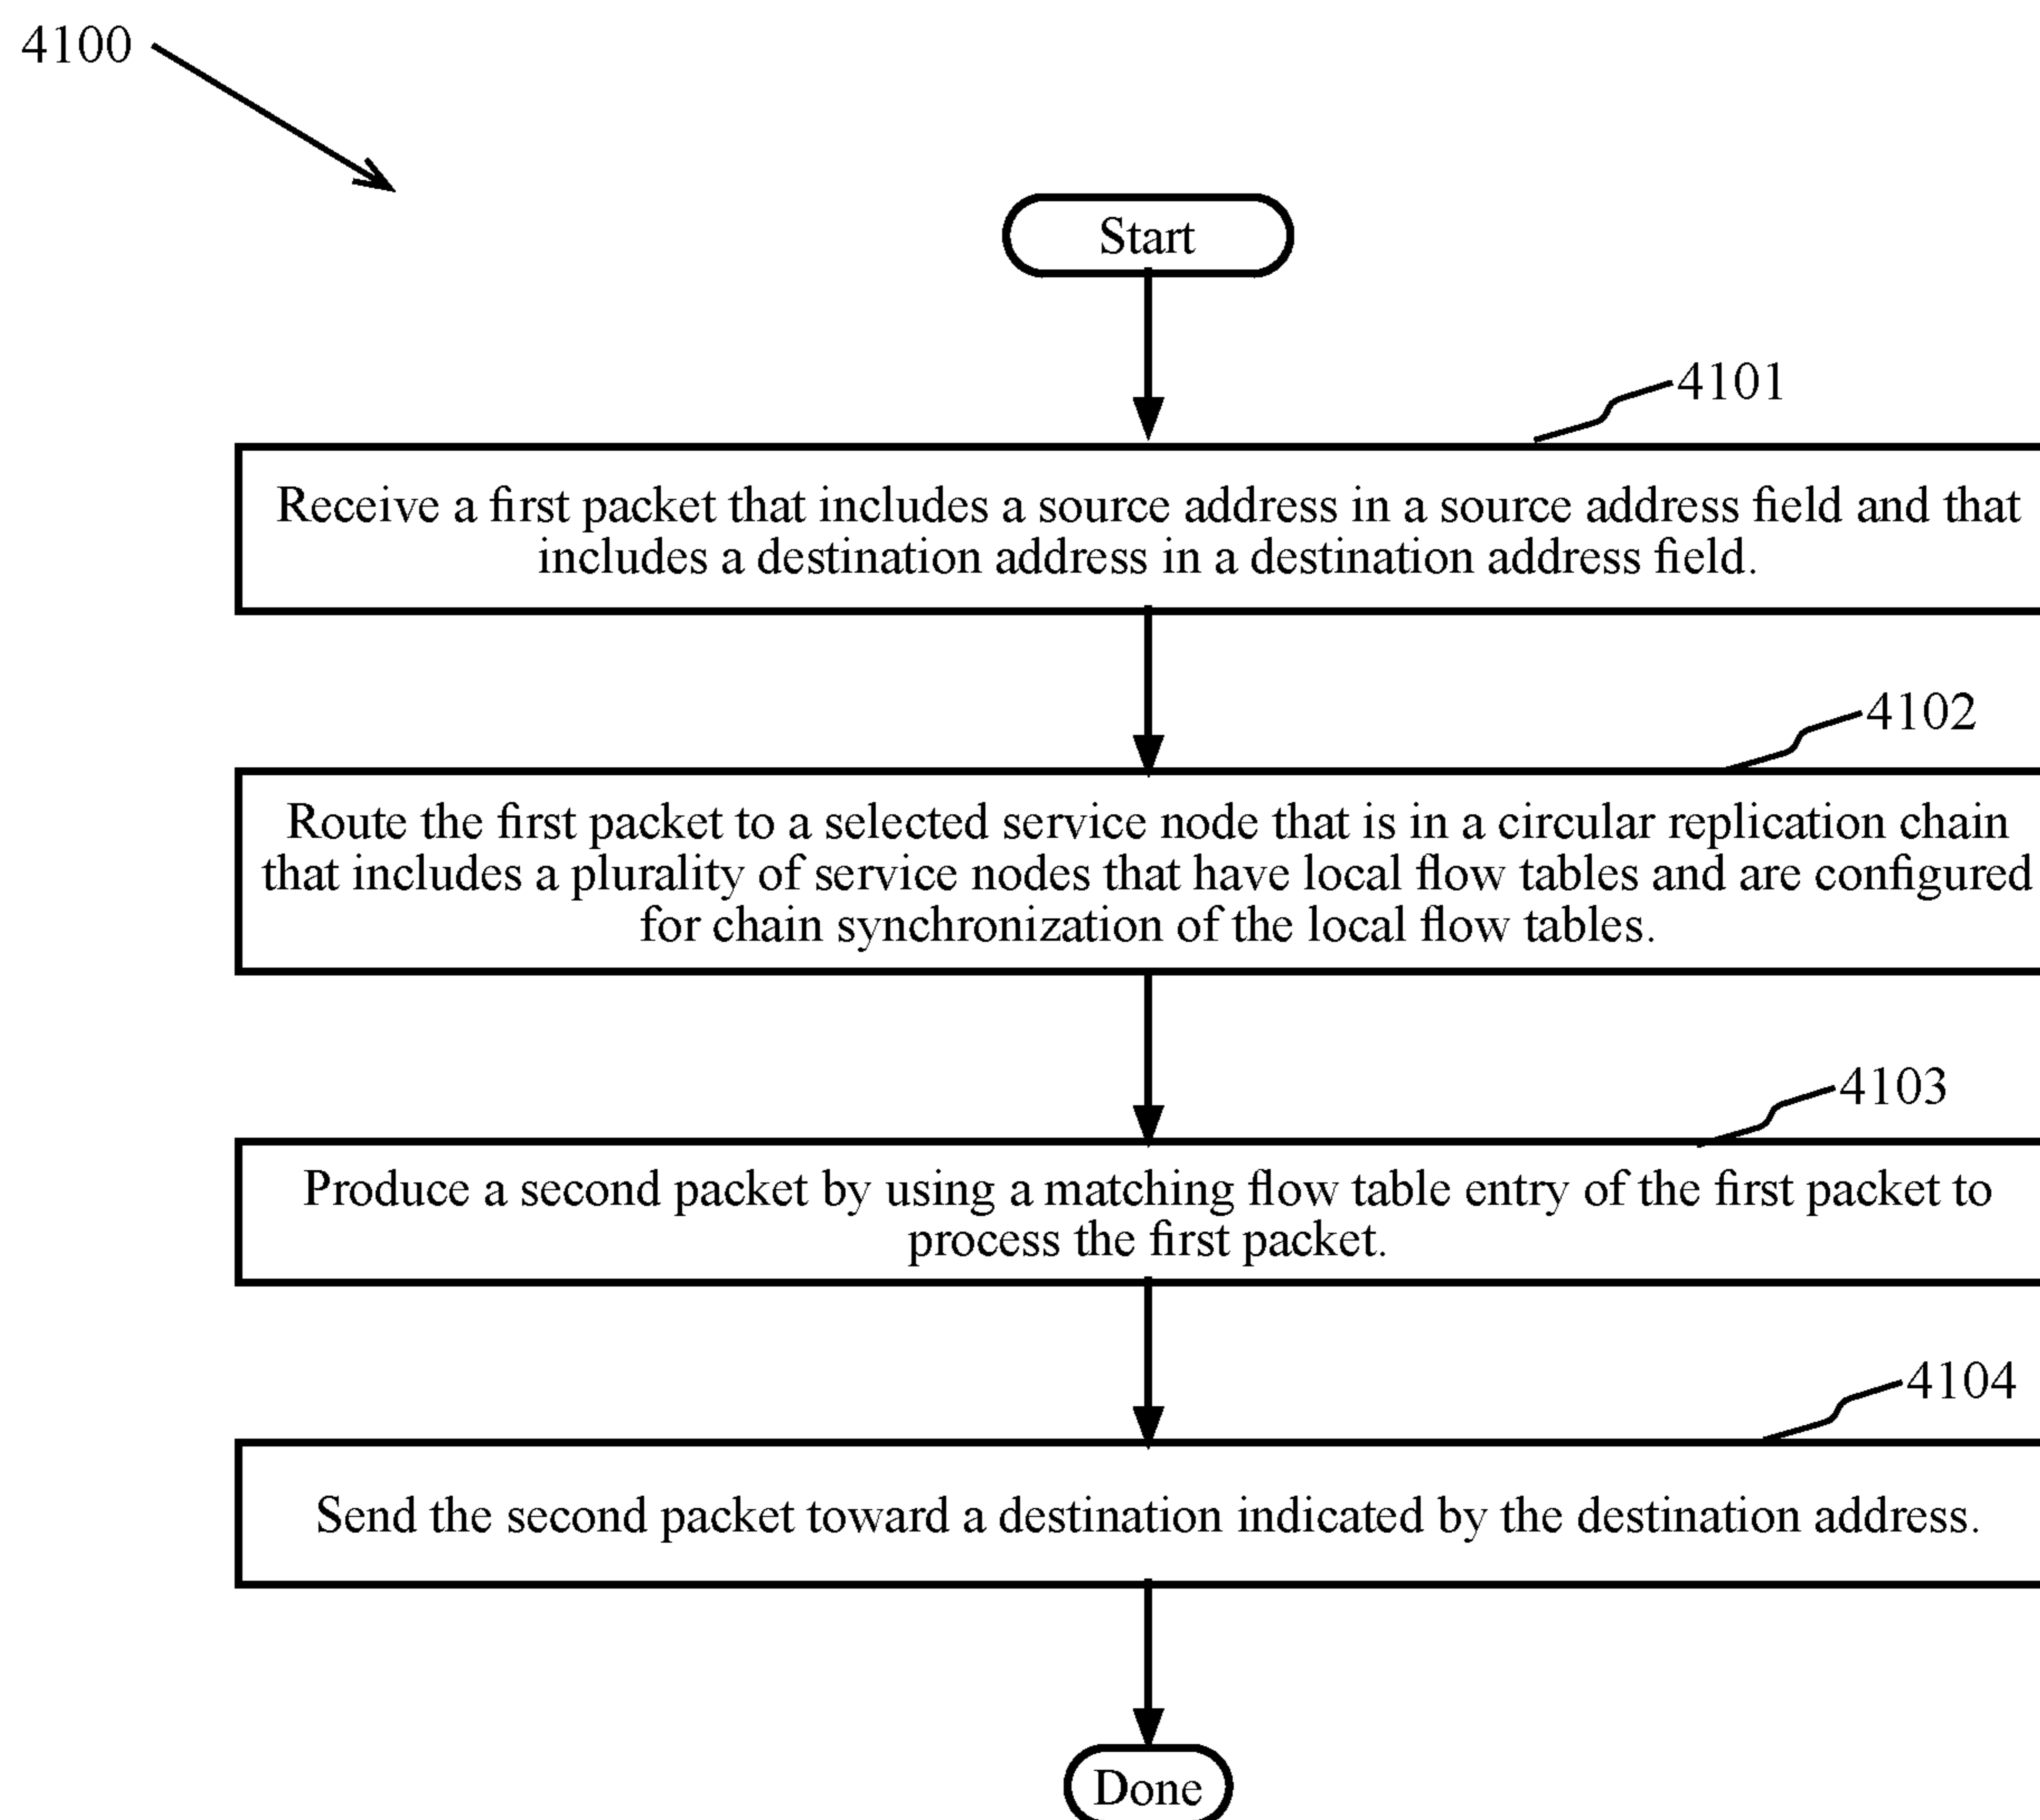 4100
Start
4101
Receive a first packet that includes a source address in a source address field and that
includes a destination address in a destination address field.
4102
Route the first packet to a selected service node that is in a circular replication chain
that includes a plurality of service nodes that have local flow tables and are configured
for chain synchronization of the local flow tables.
4103
Produce a second packet by using a matching flow table entry of the first packet to
process the first packet.
4104
Send the second packet toward a destination indicated by the destination address.
Done